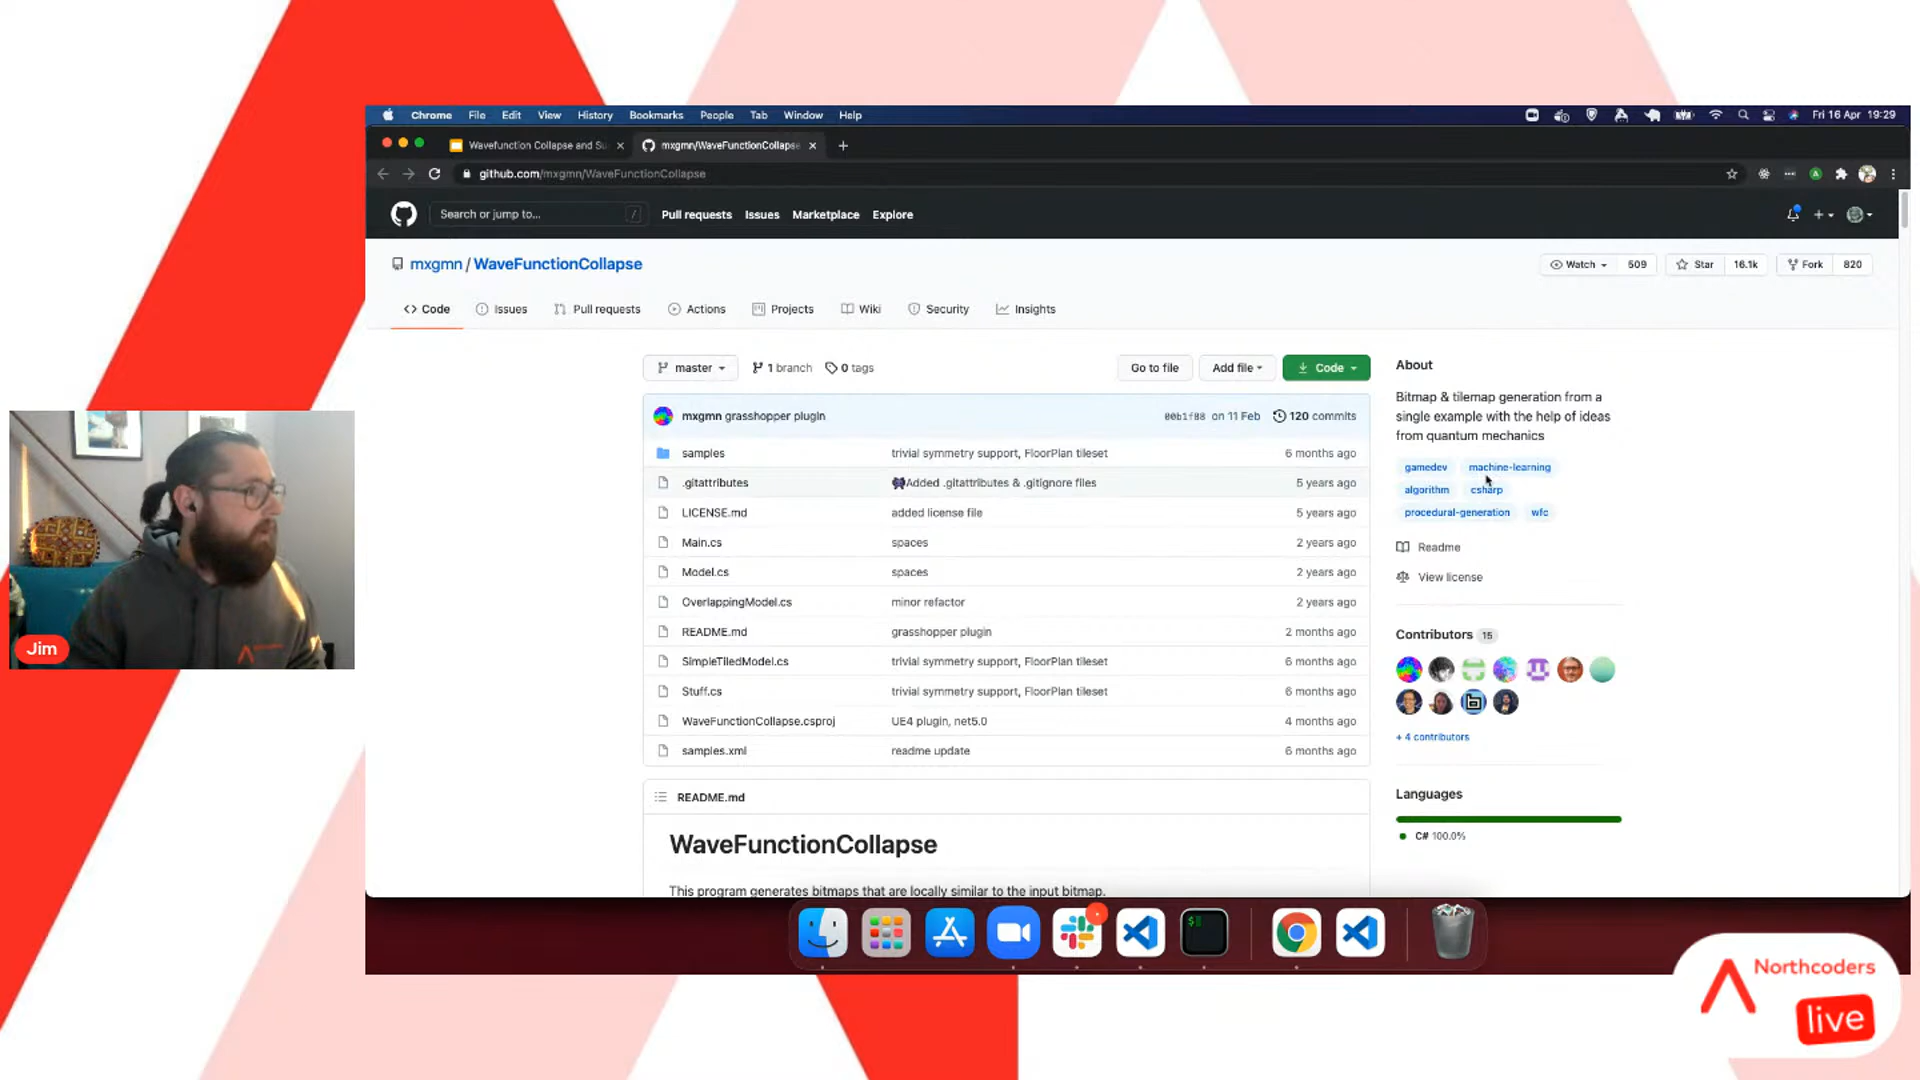 Chrome File Edit View History Bookmarks People Tab Window Help
Fri 16 Apr 19:29
Wavefunction Collapse and Su
mxgmn/WaveFunctionCollapse
github.com/mxgmn/WaveFunctionCollapse
Search or jump to... /
Pull requests Issues Marketplace Explore
mxgmn / WaveFunctionCollapse
Watch 509 Star 16.1k Fork 820
Code Issues Pull requests Actions Projects Wiki Security Insights
master 1 branch 0 tags Go to file Add file Code
mxgmn grasshopper plugin 00b1f88 on 11 Feb 120 commits
samples trivial symmetry support, FloorPlan tileset 6 months ago
.gitattributes Added .gitattributes & .gitignore files 5 years ago
LICENSE.md added license file 5 years ago
Main.cs spaces 2 years ago
Model.cs spaces 2 years ago
OverlappingModel.cs minor refactor 2 years ago
README.md grasshopper plugin 2 months ago
SimpleTiledModel.cs trivial symmetry support, FloorPlan tileset 6 months ago
Stuff.cs trivial symmetry support, FloorPlan tileset 6 months ago
WaveFunctionCollapse.csproj UE4 plugin, net5.0 4 months ago
samples.xml readme update 6 months ago
README.md
WaveFunctionCollapse
This program generates bitmaps that are locally similar to the input bitmap.
About
Bitmap & tilemap generation from a
single example with the help of ideas
from quantum mechanics
gamedev machine-learning
algorithm csharp
procedural-generation wfc
Readme
View license
Contributors 15
+ 4 contributors
Languages
C# 100.0%
Jim
Northcoders
live